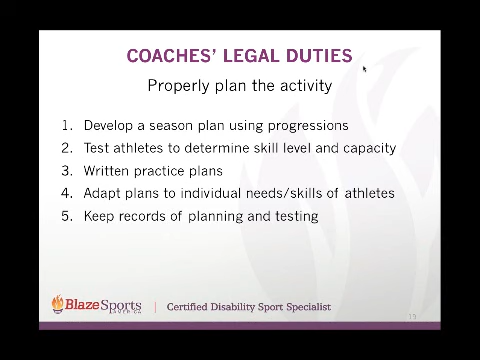 COACHES' LEGAL DUTIES
Properly plan the activity
1. Develop a season plan using progressions
2. Test athletes to determine skill level and capacity
3. Written practice plans
4. Adapt plans to individual needs/skills of athletes
5. Keep records of planning and testing
BlazeSports
AMERICA
Certified Disability Sport Specialist
19